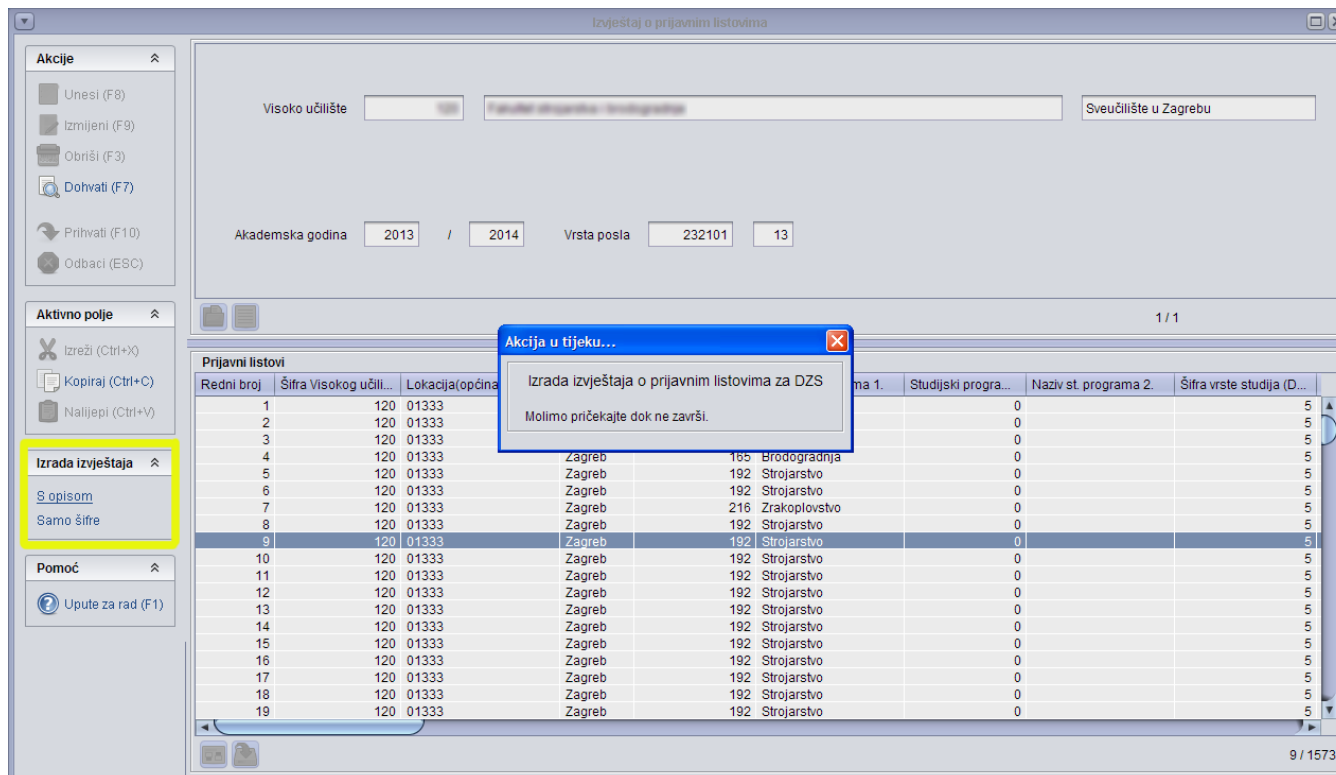 Izvještaj o prijavnim listovima
Akcije
Unesi (F8)
Izmijeni (F9)
Obriši (F3)
Dohvati (F7)
Prihvati (F10)
Odbaci (ESC)
Aktivno polje
Izreži (Ctrl+X)
Kopiraj (Ctrl+C)
Nalijepi (Ctrl+V)
Izrada izvještaja
S opisom
Samo šifre
Pomoć
Upute za rad (F1)
Visoko učilište 120 Fakultet strojarstva i brodogradnje Sveučilište u Zagrebu
Akademska godina 2013 / 2014 Vrsta posla 232101 13
1 / 1
Akcija u tijeku...
Izrada izvještaja o prijavnim listovima za DZS
Molimo pričekajte dok ne završi.
Prijavni listovi
Redni broj Šifra Visokog učili... Lokacija(općina ma 1. Studijski progra... Naziv st. programa 2. Šifra vrste studija (D...
1 120 01333 0 5
2 120 01333 0 5
3 120 01333 0 5
4 120 01333 Zagreb 165 Brodogradnja 0 5
5 120 01333 Zagreb 192 Strojarstvo 0 5
6 120 01333 Zagreb 192 Strojarstvo 0 5
7 120 01333 Zagreb 216 Zrakoplovstvo 0 5
8 120 01333 Zagreb 192 Strojarstvo 0 5
9 120 01333 Zagreb 192 Strojarstvo 0 5
10 120 01333 Zagreb 192 Strojarstvo 0 5
11 120 01333 Zagreb 192 Strojarstvo 0 5
12 120 01333 Zagreb 192 Strojarstvo 0 5
13 120 01333 Zagreb 192 Strojarstvo 0 5
14 120 01333 Zagreb 192 Strojarstvo 0 5
15 120 01333 Zagreb 192 Strojarstvo 0 5
16 120 01333 Zagreb 192 Strojarstvo 0 5
17 120 01333 Zagreb 192 Strojarstvo 0 5
18 120 01333 Zagreb 192 Strojarstvo 0 5
19 120 01333 Zagreb 192 Strojarstvo 0 5
9 / 1573